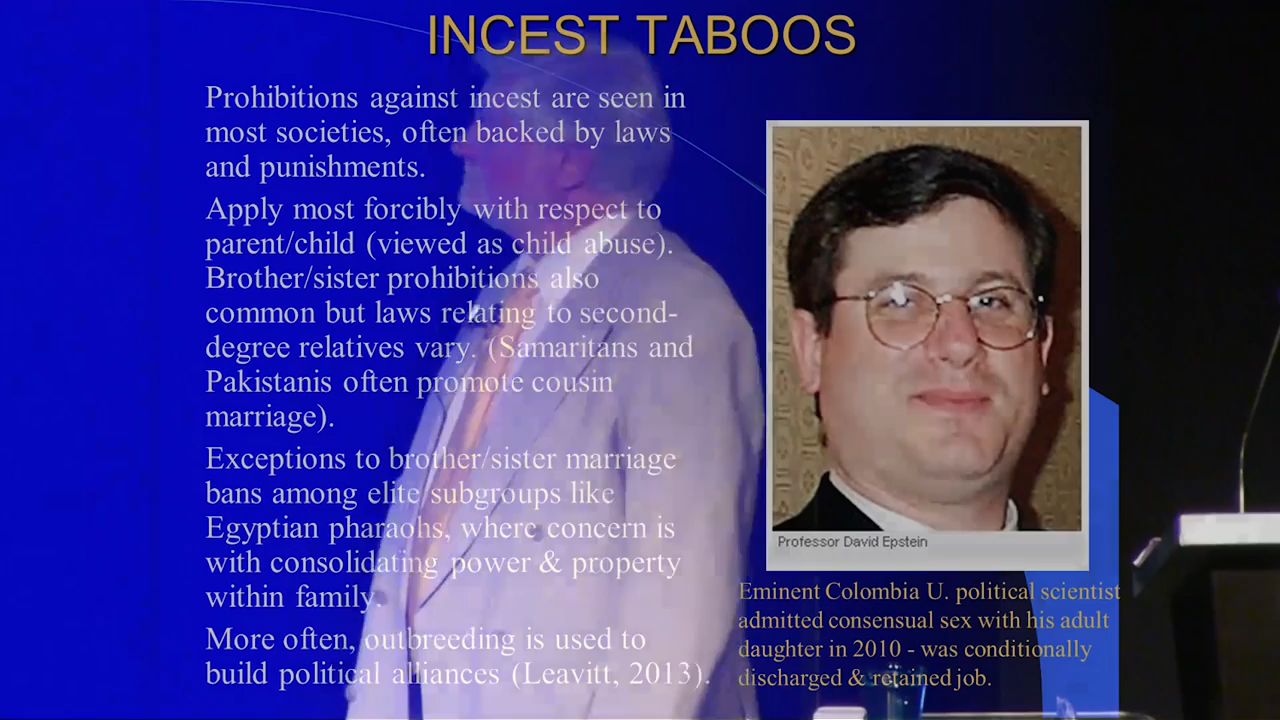 INCEST TABOOS
Prohibitions against incest are seen in
most societies, often backed by laws
and punishments.
Apply most forcibly with respect to
parent/child (viewed as child abuse).
Brother/sister prohibitions also
common but laws relating to second-
degree relatives vary. (Samaritans and
Pakistanis often promote cousin
marriage).
Exceptions to brother/sister marriage
bans among elite subgroups like
Egyptian pharaohs, where concern is
with consolidating power & property
within family.
More often, outbreeding is used to
build political alliances (Leavitt, 2013).
Professor David Epstein
Eminent Colombia U. political scientist
admitted consensual sex with his adult
daughter in 2010 - was conditionally
discharged & retained job.